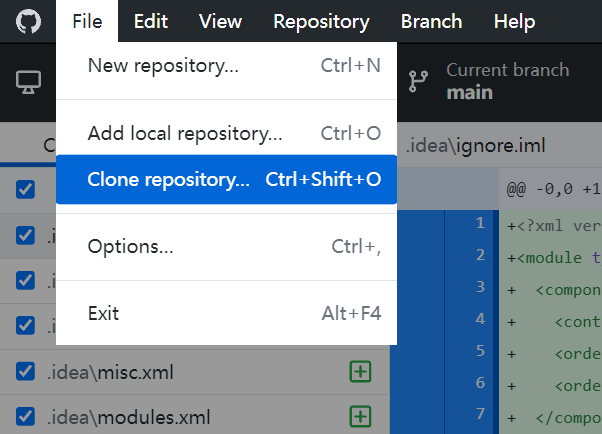 File Edit View Repository Branch Help
New repository... Ctrl+N
Current branch
main
Add local repository... Ctrl+O
C
.idea\ignore.iml
Clone repository... Ctrl+Shift+O
@@ -0,0 +1
1 +<?xml ver
.i
2 +<module t
Options... Ctrl+,
.i
3 +  <compon
4 +    <cont
Exit Alt+F4
.i
5 +    <orde
.idea\misc.xml
6 +    <orde
.idea\modules.xml
7 +  </compo